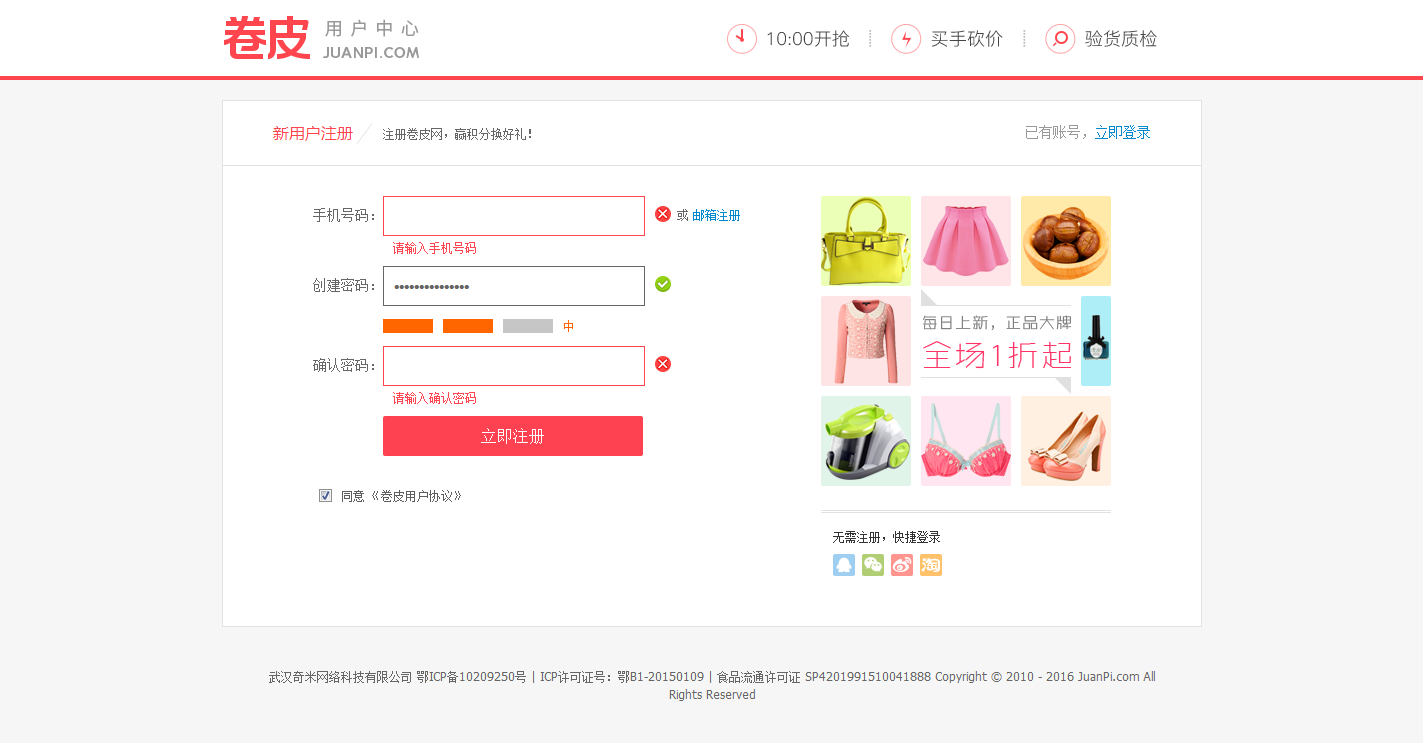 卷皮 用户中心
JUANPI.COM
10:00开抢
买手砍价
验货质检
新用户注册
注册卷皮网，赢积分换好礼！
已有账号，立即登录
手机号码：
或 邮箱注册
请输入手机号码
创建密码：
•••••••••••••••
中
确认密码：
请输入确认密码
立即注册
同意《卷皮用户协议》
每日上新，正品大牌
全场1折起
无需注册，快捷登录
淘
武汉奇米网络科技有限公司 鄂ICP备10209250号 | ICP许可证号：鄂B1-20150109 | 食品流通许可证 SP4201991510041888 Copyright © 2010 - 2016 JuanPi.com All
Rights Reserved